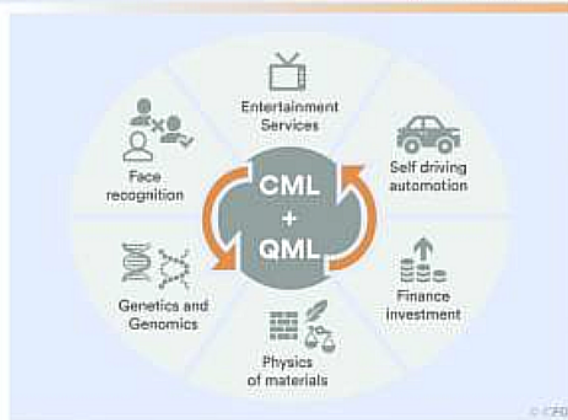 Entertainment
Services
Self driving
automation
Finance
investment
Physics
of materials
Genetics and
Genomics
Face
recognition
CML
+
QML